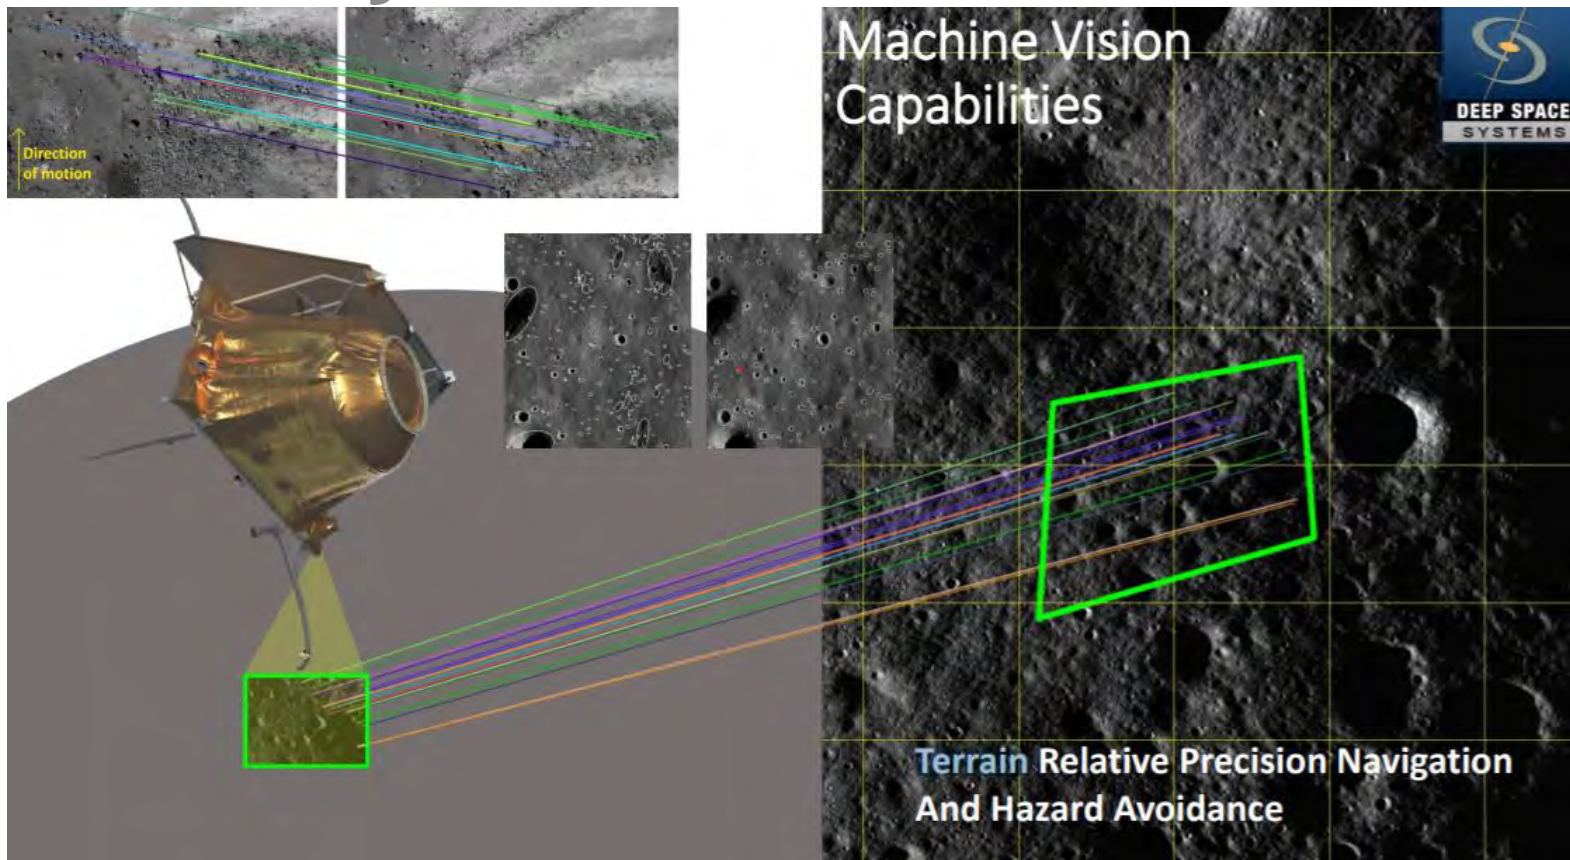 Machine Vision
Capabilities
DEEP SPACE
SYSTEMS
Direction
of motion
Terrain Relative Precision Navigation
And Hazard Avoidance